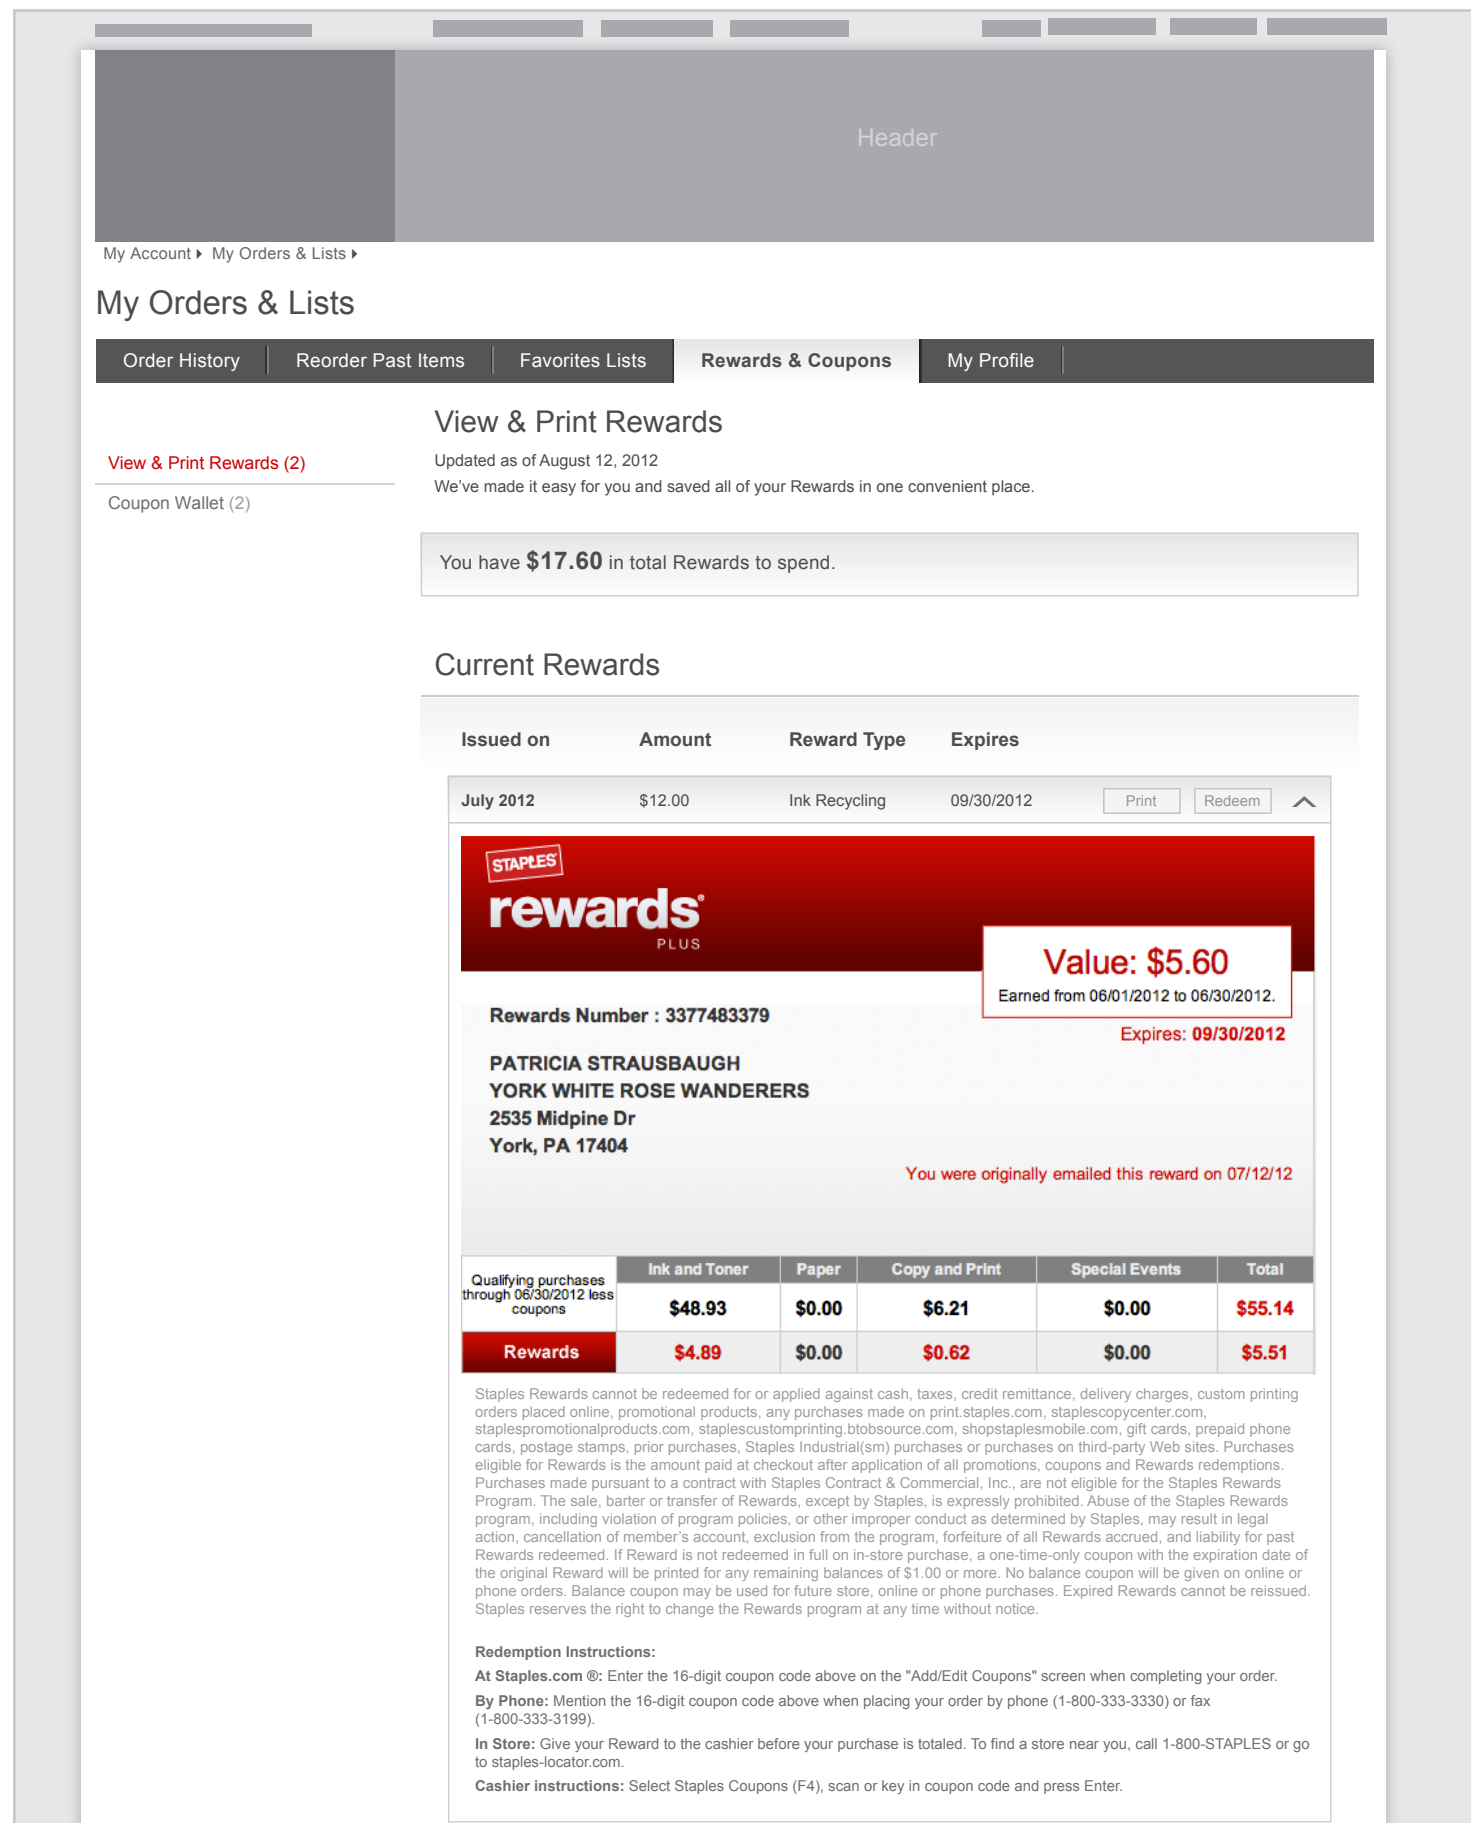 Header
My Account  My Orders & Lists
My Orders & Lists
Order History  Reorder Past Items  Favorites Lists  Rewards & Coupons  My Profile
View & Print Rewards (2)
Coupon Wallet (2)
View & Print Rewards
Updated as of August 12, 2012
We've made it easy for you and saved all of your Rewards in one convenient place.
You have $17.60 in total Rewards to spend.
Current Rewards
Issued on  Amount  Reward Type  Expires
July 2012  $12.00  Ink Recycling  09/30/2012  Print  Redeem
STAPLES
rewards®
PLUS
Value: $5.60
Earned from 06/01/2012 to 06/30/2012.
Expires: 09/30/2012
Rewards Number : 3377483379
PATRICIA STRAUSBAUGH
YORK WHITE ROSE WANDERERS
2535 Midpine Dr
York, PA 17404
You were originally emailed this reward on 07/12/12
Ink and Toner  Paper  Copy and Print  Special Events  Total
Qualifying purchases
through 06/30/2012 less
coupons
$48.93  $0.00  $6.21  $0.00  $55.14
Rewards  $4.89  $0.00  $0.62  $0.00  $5.51
Staples Rewards cannot be redeemed for or applied against cash, taxes, credit remittance, delivery charges, custom printing
orders placed online, promotional products, any purchases made on print.staples.com, staplescopycenter.com,
staplespromotionalproducts.com, staplescustomprinting.btobsource.com, shopstaplesmobile.com, gift cards, prepaid phone
cards, postage stamps, prior purchases, Staples Industrial(sm) purchases or purchases on third-party Web sites. Purchases
eligible for Rewards is the amount paid at checkout after application of all promotions, coupons and Rewards redemptions.
Purchases made pursuant to a contract with Staples Contract & Commercial, Inc., are not eligible for the Staples Rewards
Program. The sale, barter or transfer of Rewards, except by Staples, is expressly prohibited. Abuse of the Staples Rewards
program, including violation of program policies, or other improper conduct as determined by Staples, may result in legal
action, cancellation of member's account, exclusion from the program, forfeiture of all Rewards accrued, and liability for past
Rewards redeemed. If Reward is not redeemed in full on in-store purchase, a one-time-only coupon with the expiration date of
the original Reward will be printed for any remaining balances of $1.00 or more. No balance coupon will be given on online or
phone orders. Balance coupon may be used for future store, online or phone purchases. Expired Rewards cannot be reissued.
Staples reserves the right to change the Rewards program at any time without notice.
Redemption Instructions:
At Staples.com ®: Enter the 16-digit coupon code above on the "Add/Edit Coupons" screen when completing your order.
By Phone: Mention the 16-digit coupon code above when placing your order by phone (1-800-333-3330) or fax
(1-800-333-3199).
In Store: Give your Reward to the cashier before your purchase is totaled. To find a store near you, call 1-800-STAPLES or go
to staples-locator.com.
Cashier instructions: Select Staples Coupons (F4), scan or key in coupon code and press Enter.